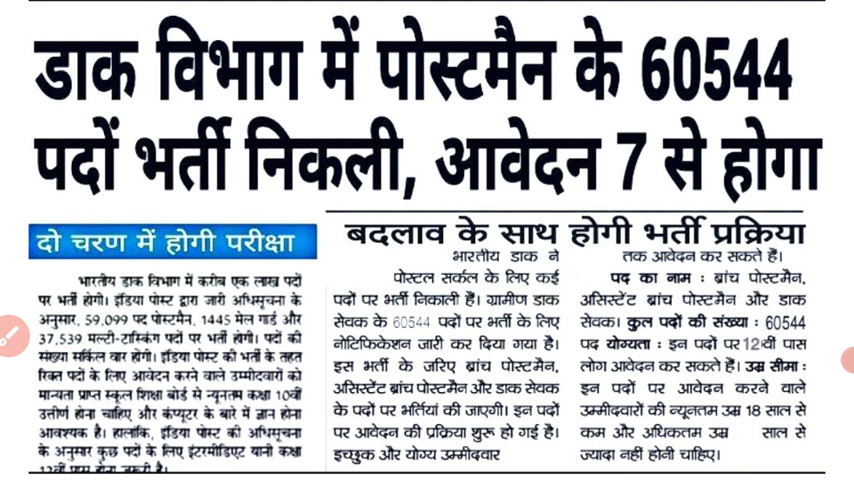 डाक विभाग में पोस्टमैन के 60544
पदों भर्ती निकली, आवेदन 7 से होगा
दो चरण में होगी परीक्षा
भारतीय डाक विभाग में करीब एक लाख पदों
पर भर्ती होगी। इंडिया पोस्ट द्वारा जारी अधिसूचना के
अनुसार, 59,099 पद पोस्टमैन, 1445 मेल गार्ड और
37,539 मल्टी-टास्किंग पदों पर भर्ती होगी। पदों की
संख्या सर्किल वार होगी। इंडिया पोस्ट की भर्ती के तहत
रिक्त पदों के लिए आवेदन करने वाले उम्मीदवारों को
मान्यता प्राप्त स्कूल शिक्षा बोर्ड से न्यूनतम कक्षा 10वीं
उत्तीर्ण होना चाहिए और कंप्यूटर के बारे में ज्ञान होना
आवश्यक है। हालांकि, इंडिया पोस्ट की अधिसूचना
के अनुसार कुछ पदों के लिए इंटरमीडिएट यानी कक्षा
12वीं पास होना जरूरी है।
बदलाव के साथ होगी भर्ती प्रक्रिया
भारतीय डाक ने
पोस्टल सर्कल के लिए कई
पदों पर भर्ती निकाली हैं। ग्रामीण डाक
सेवक के 60544 पदों पर भर्ती के लिए
नोटिफिकेशन जारी कर दिया गया है।
इस भर्ती के जरिए ब्रांच पोस्टमैन,
असिस्टेंट ब्रांच पोस्टमैन और डाक सेवक
के पदों पर भर्तियां की जाएगी। इन पदों
पर आवेदन की प्रक्रिया शुरू हो गई है।
इच्छुक और योग्य उम्मीदवार
तक आवेदन कर सकते हैं।
पद का नाम : ब्रांच पोस्टमैन,
असिस्टेंट ब्रांच पोस्टमैन और डाक
सेवक। कुल पदों की संख्या : 60544
पद योग्यता : इन पदों पर 12वीं पास
लोग आवेदन कर सकते हैं। उम्र सीमा :
इन पदों पर आवेदन करने वाले
उम्मीदवारों की न्यूनतम उम्र 18 साल से
कम और अधिकतम उम्र साल से
ज्यादा नहीं होनी चाहिए।